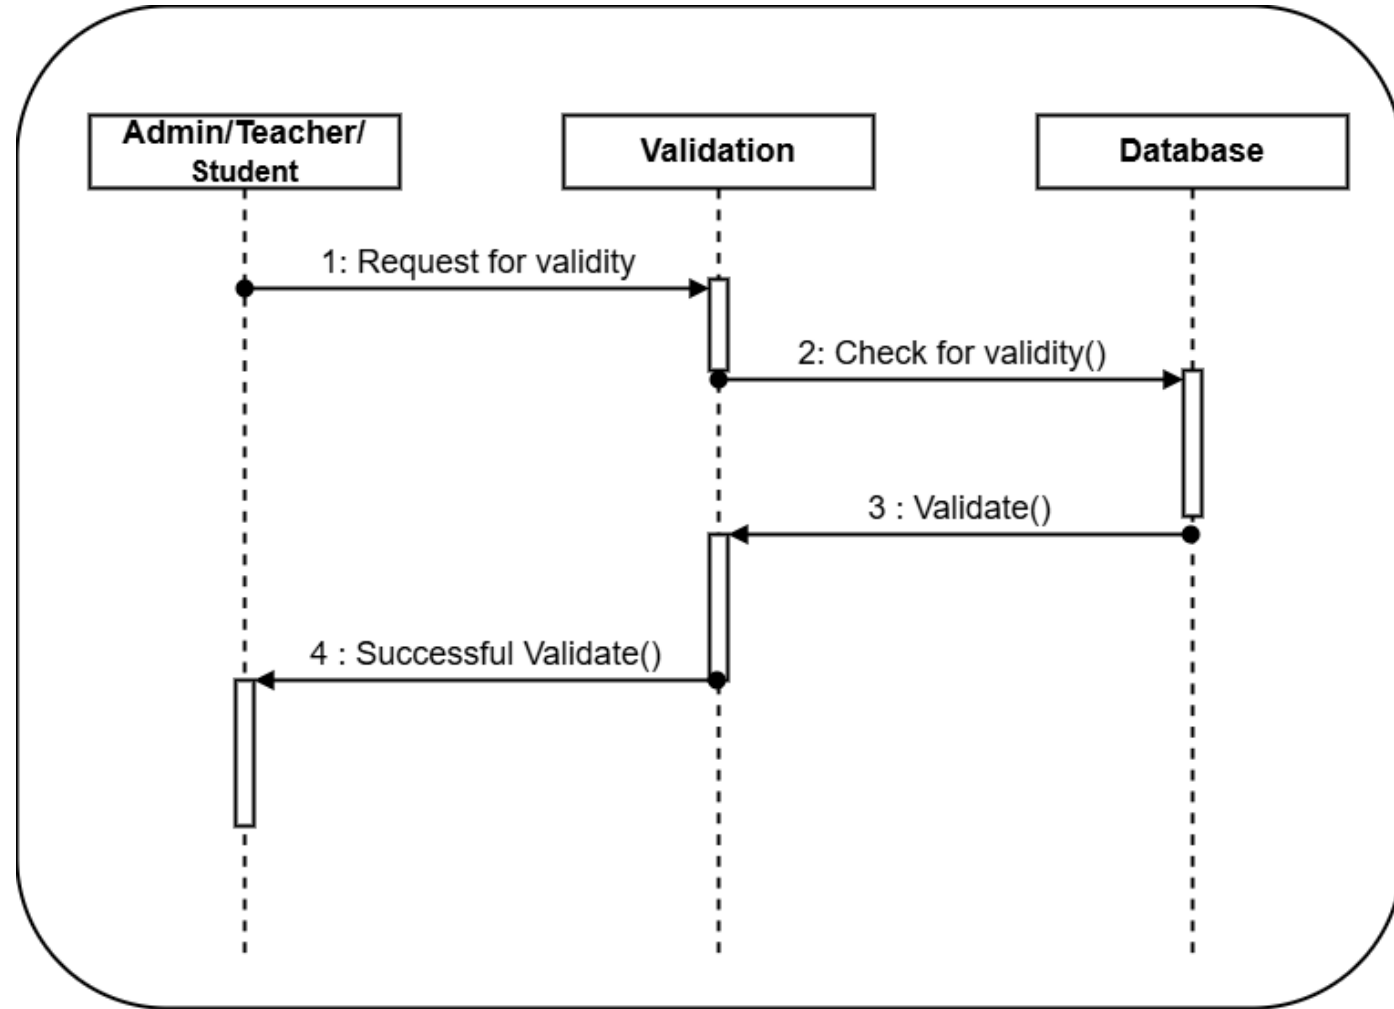 Admin/Teacher/
Student
Validation
Database
1: Request for validity
2: Check for validity()
3 : Validate()
4 : Successful Validate()